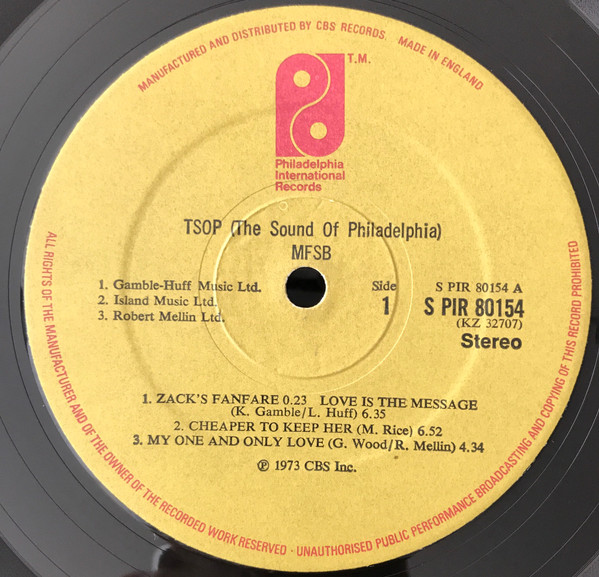 MANUFACTURED AND DISTRIBUTED BY CBS RECORDS. MADE IN ENGLAND
T.M.
Philadelphia
International
Records
TSOP (The Sound Of Philadelphia)
MFSB
1. Gamble-Huff Music Ltd.
2. Island Music Ltd.
3. Robert Mellin Ltd.
Side
1
S PIR 80154 A
S PIR 80154
(KZ 32707)
Stereo
1. ZACK'S FANFARE 0.23 LOVE IS THE MESSAGE
(K. Gamble/L. Huff) 6.35
2. CHEAPER TO KEEP HER (M. Rice) 6.52
3. MY ONE AND ONLY LOVE (G. Wood/R. Mellin) 4.34
℗ 1973 CBS Inc.
ALL RIGHTS OF THE MANUFACTURER AND OF THE OWNER OF THE RECORDED WORK RESERVED · UNAUTHORISED PUBLIC PERFORMANCE BROADCASTING AND COPYING OF THIS RECORD PROHIBITED